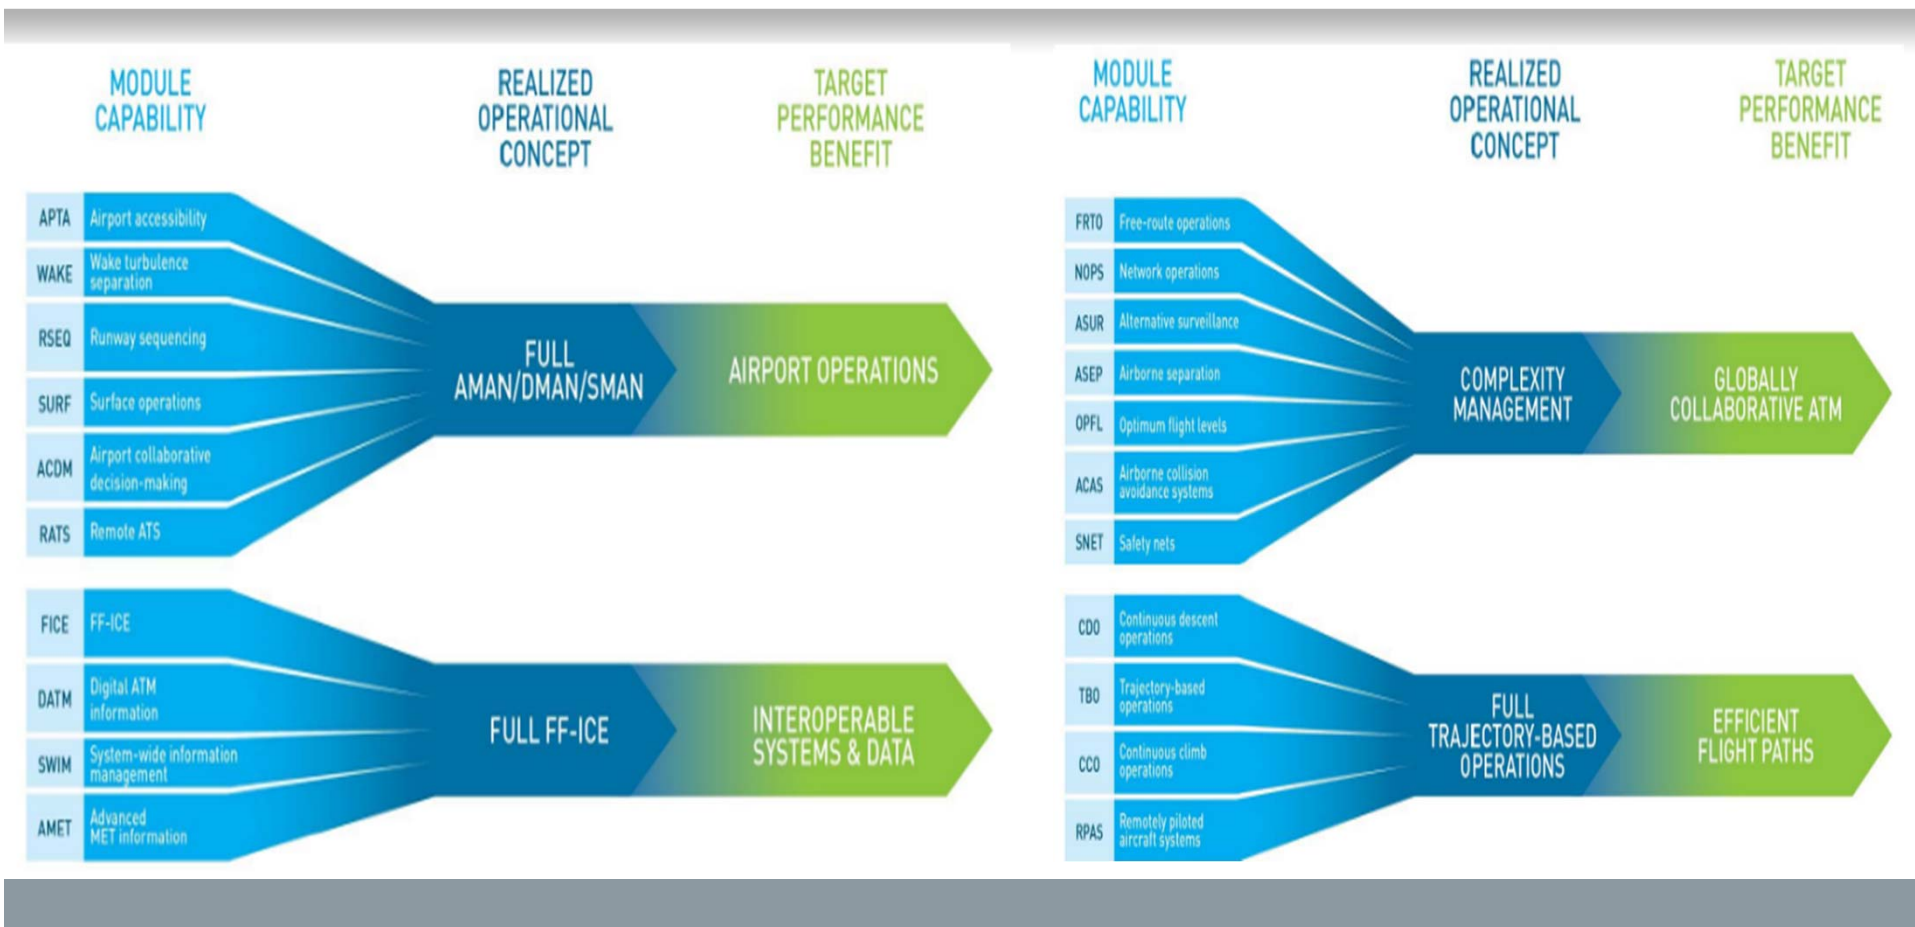 MODULE
CAPABILITY
REALIZED
OPERATIONAL
CONCEPT
TARGET
PERFORMANCE
BENEFIT
APTA Airport accessibility
WAKE Wake turbulence
separation
RSEQ Runway sequencing
SURF Surface operations
ACDM Airport collaborative
decision-making
RATS Remote ATS
FULL
AMAN/DMAN/SMAN
AIRPORT OPERATIONS
FICE FF-ICE
DATM Digital ATM
information
SWIM System-wide information
management
AMET Advanced
MET information
FULL FF-ICE
INTEROPERABLE
SYSTEMS & DATA
MODULE
CAPABILITY
REALIZED
OPERATIONAL
CONCEPT
TARGET
PERFORMANCE
BENEFIT
FRTO Free-route operations
NOPS Network operations
ASUR Alternative surveillance
ASEP Airborne separation
OPFL Optimum flight levels
ACAS Airborne collision
avoidance systems
SNET Safety nets
COMPLEXITY
MANAGEMENT
GLOBALLY
COLLABORATIVE ATM
CDO Continuous descent
operations
TBO Trajectory-based
operations
CCO Continuous climb
operations
RPAS Remotely piloted
aircraft systems
FULL
TRAJECTORY-BASED
OPERATIONS
EFFICIENT
FLIGHT PATHS